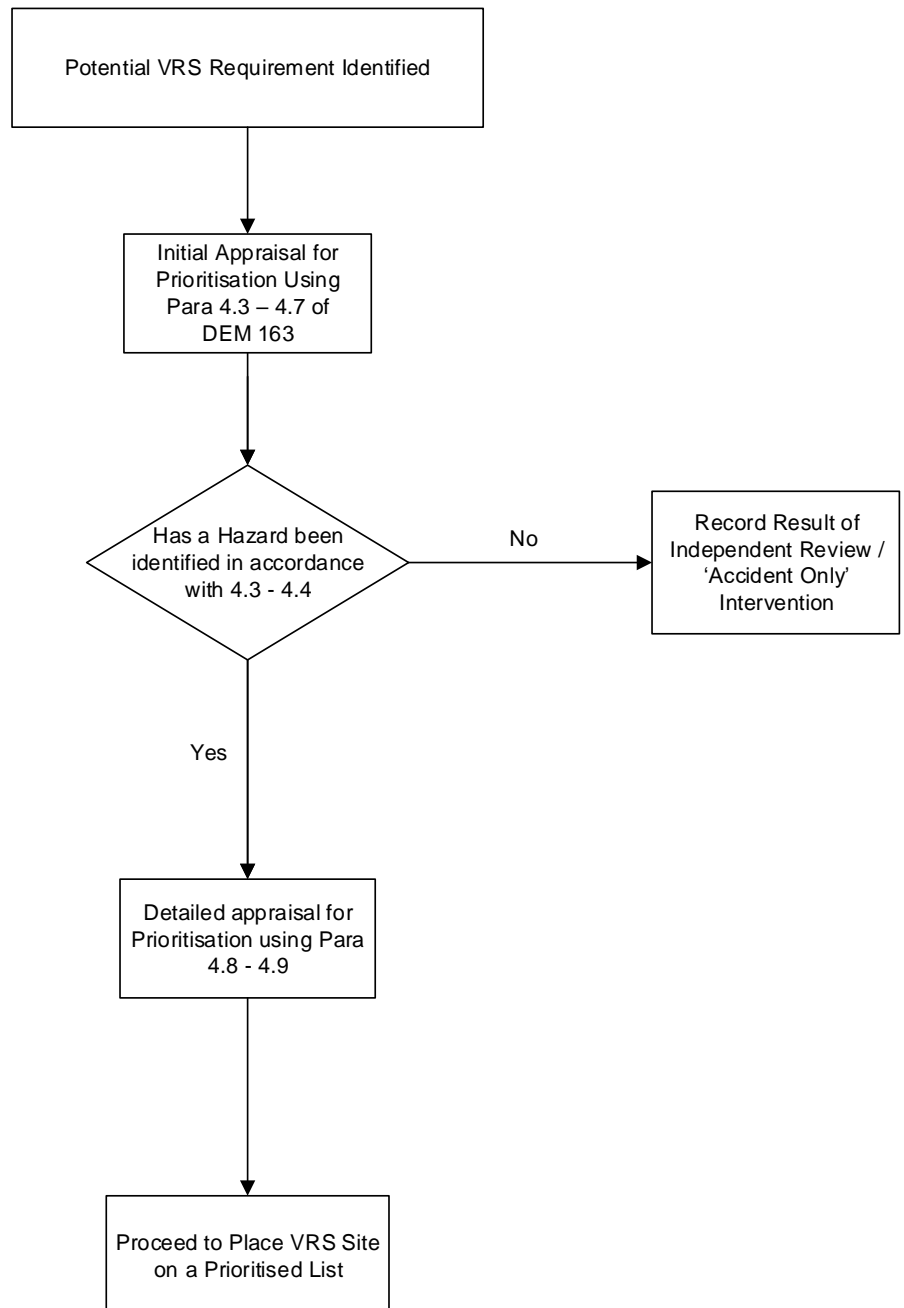 Potential VRS Requirement Identified
Initial Appraisal for
Prioritisation Using
Para 4.3 – 4.7 of
DEM 163
Has a Hazard been
identified in accordance
with 4.3 - 4.4
No
Record Result of
Independent Review /
‘Accident Only’
Intervention
Yes
Detailed appraisal for
Prioritisation using Para
4.8 - 4.9
Proceed to Place VRS Site
on a Prioritised List